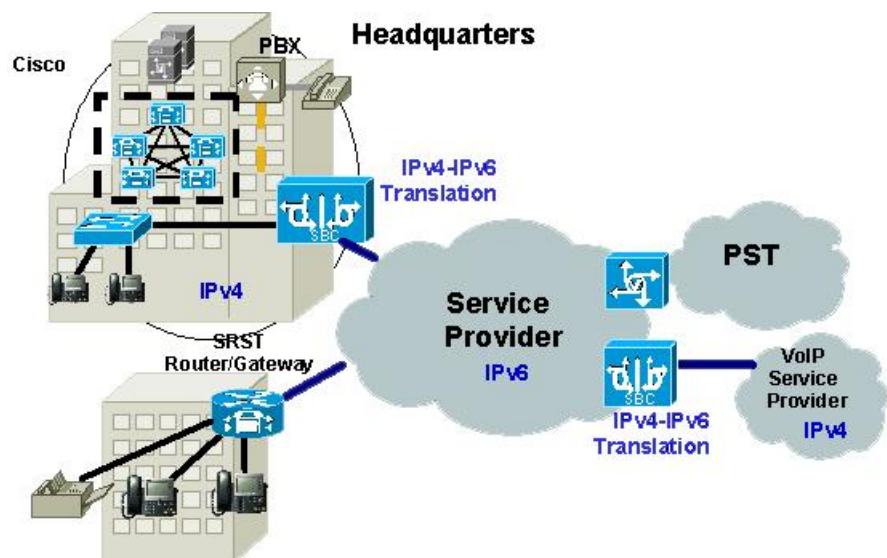 Headquarters
Cisco
PBX
IPv4-IPv6
Translation
SBC
IPv4
PST
Service
Provider
IPv6
SRST
Router/Gateway
SBC
VoIP
Service
Provider
IPv4
IPv4-IPv6
Translation